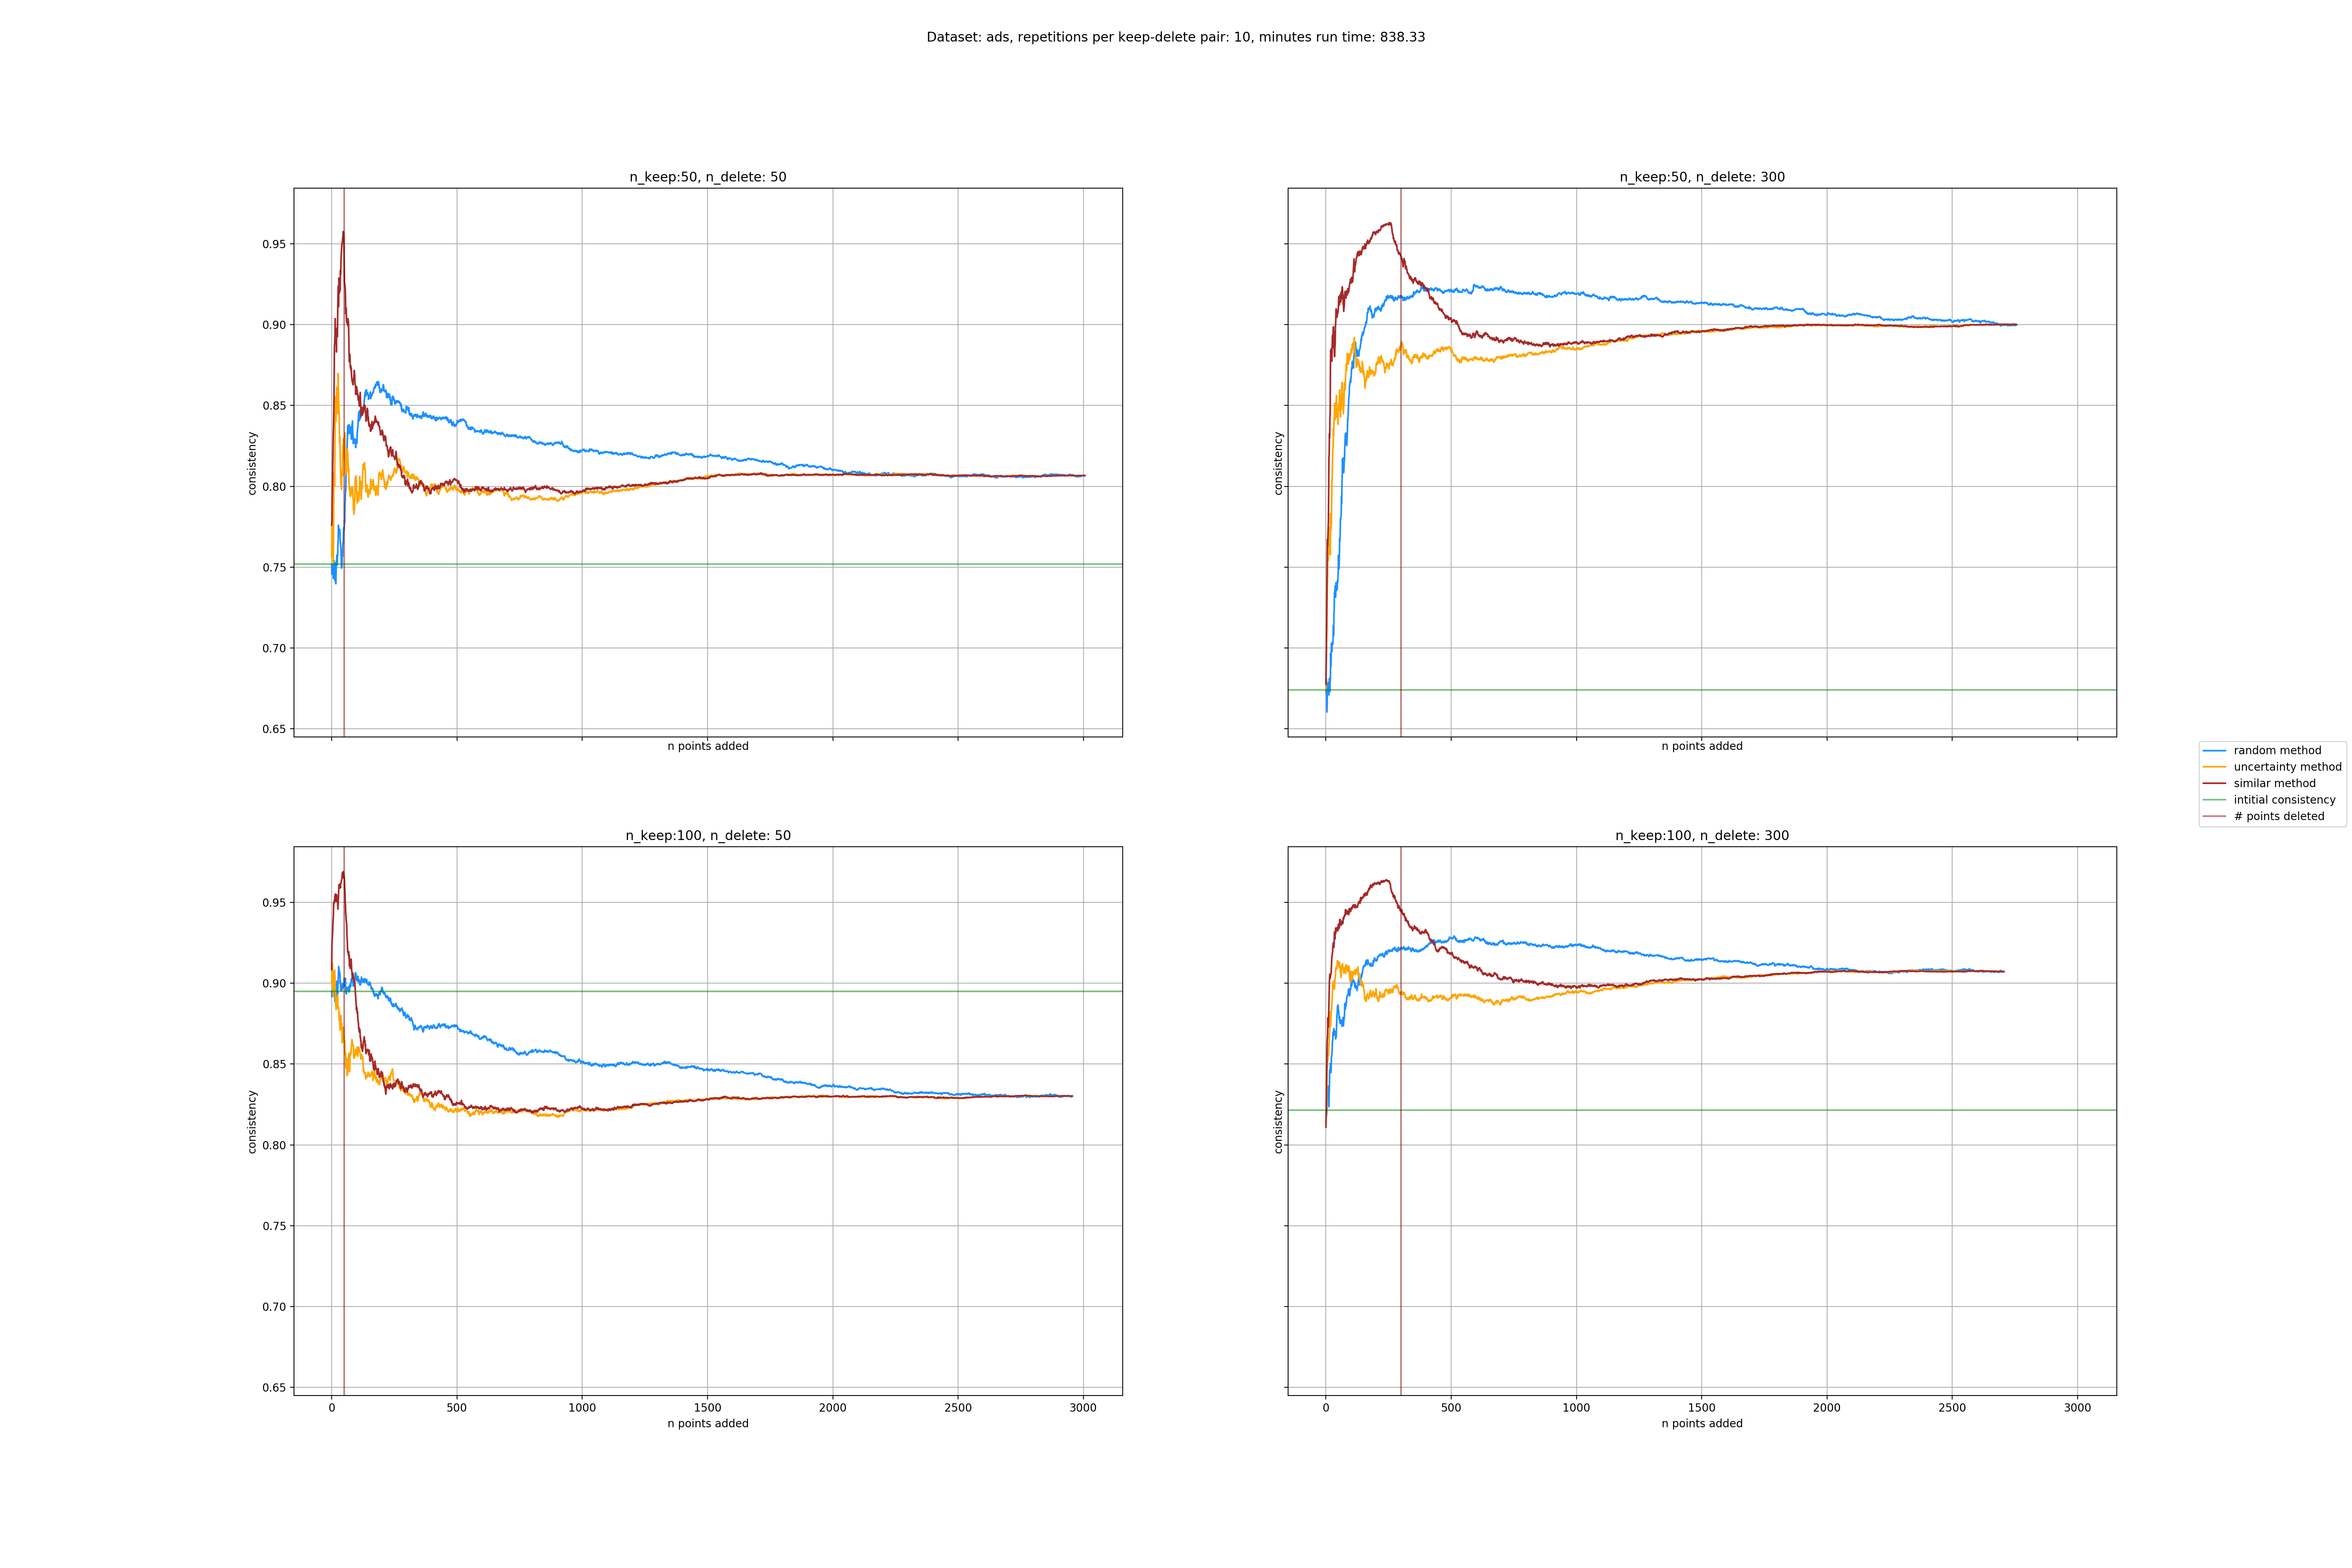 Dataset: ads, repetitions per keep-delete pair: 10, minutes run time: 838.33
n_keep:50, n_delete: 50
consistency
0.95
0.90
0.85
0.80
0.75
0.70
0.65
n points added
n_keep:50, n_delete: 300
consistency
n points added
random method
uncertainty method
similar method
intitial consistency
# points deleted
n_keep:100, n_delete: 50
consistency
0.95
0.90
0.85
0.80
0.75
0.70
0.65
0 500 1000 1500 2000 2500 3000
n points added
n_keep:100, n_delete: 300
consistency
0 500 1000 1500 2000 2500 3000
n points added